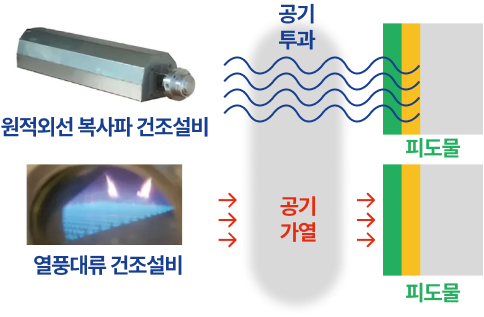 공기
투과
원적외선 복사파 건조설비
피도물
공기
가열
열풍대류 건조설비
피도물